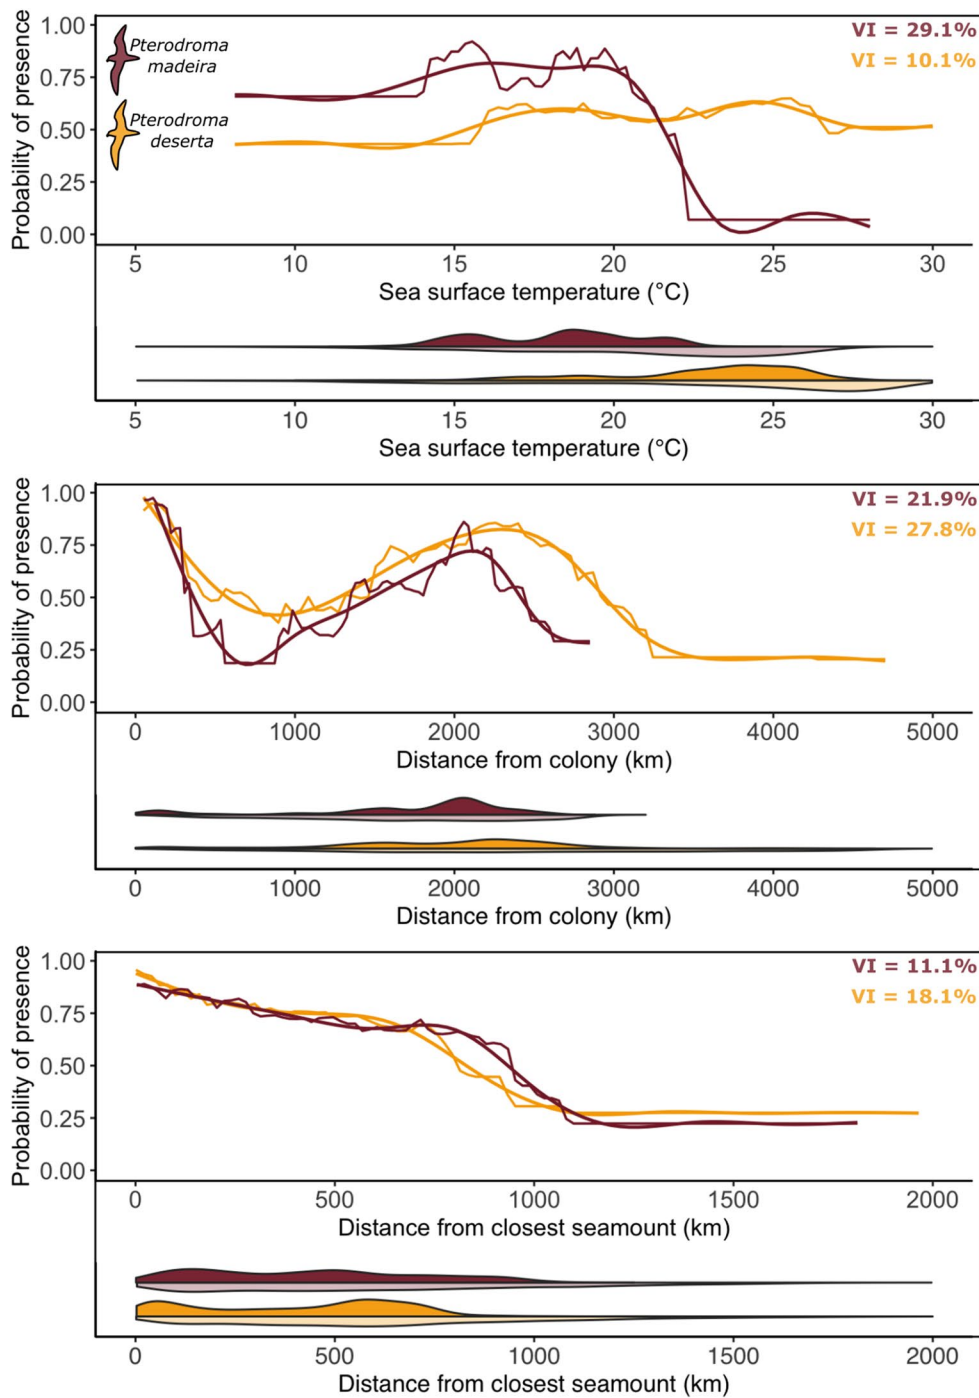 Pterodroma
madeira
Pterodroma
deserta
VI = 29.1%
VI = 10.1%
Probability of presence
1.00
0.75
0.50
0.25
0.00
5 10 15 20 25 30
Sea surface temperature (°C)
5 10 15 20 25 30
Sea surface temperature (°C)
VI = 21.9%
VI = 27.8%
Probability of presence
1.00
0.75
0.50
0.25
0.00
0 1000 2000 3000 4000 5000
Distance from colony (km)
0 1000 2000 3000 4000 5000
Distance from colony (km)
VI = 11.1%
VI = 18.1%
Probability of presence
1.00
0.75
0.50
0.25
0.00
0 500 1000 1500 2000
Distance from closest seamount (km)
0 500 1000 1500 2000
Distance from closest seamount (km)